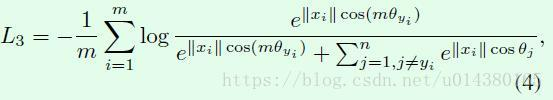 L_3 = -\frac{1}{m} \sum_{i=1}^{m} \log \frac{e^{\|x_i\| \cos(m\theta_{y_i})}}{e^{\|x_i\| \cos(m\theta_{y_i})} + \sum_{j=1, j \neq y_i}^{n} e^{\|x_i\| \cos\theta_j}},
https://blog.csdn.net/u014380165
(4)